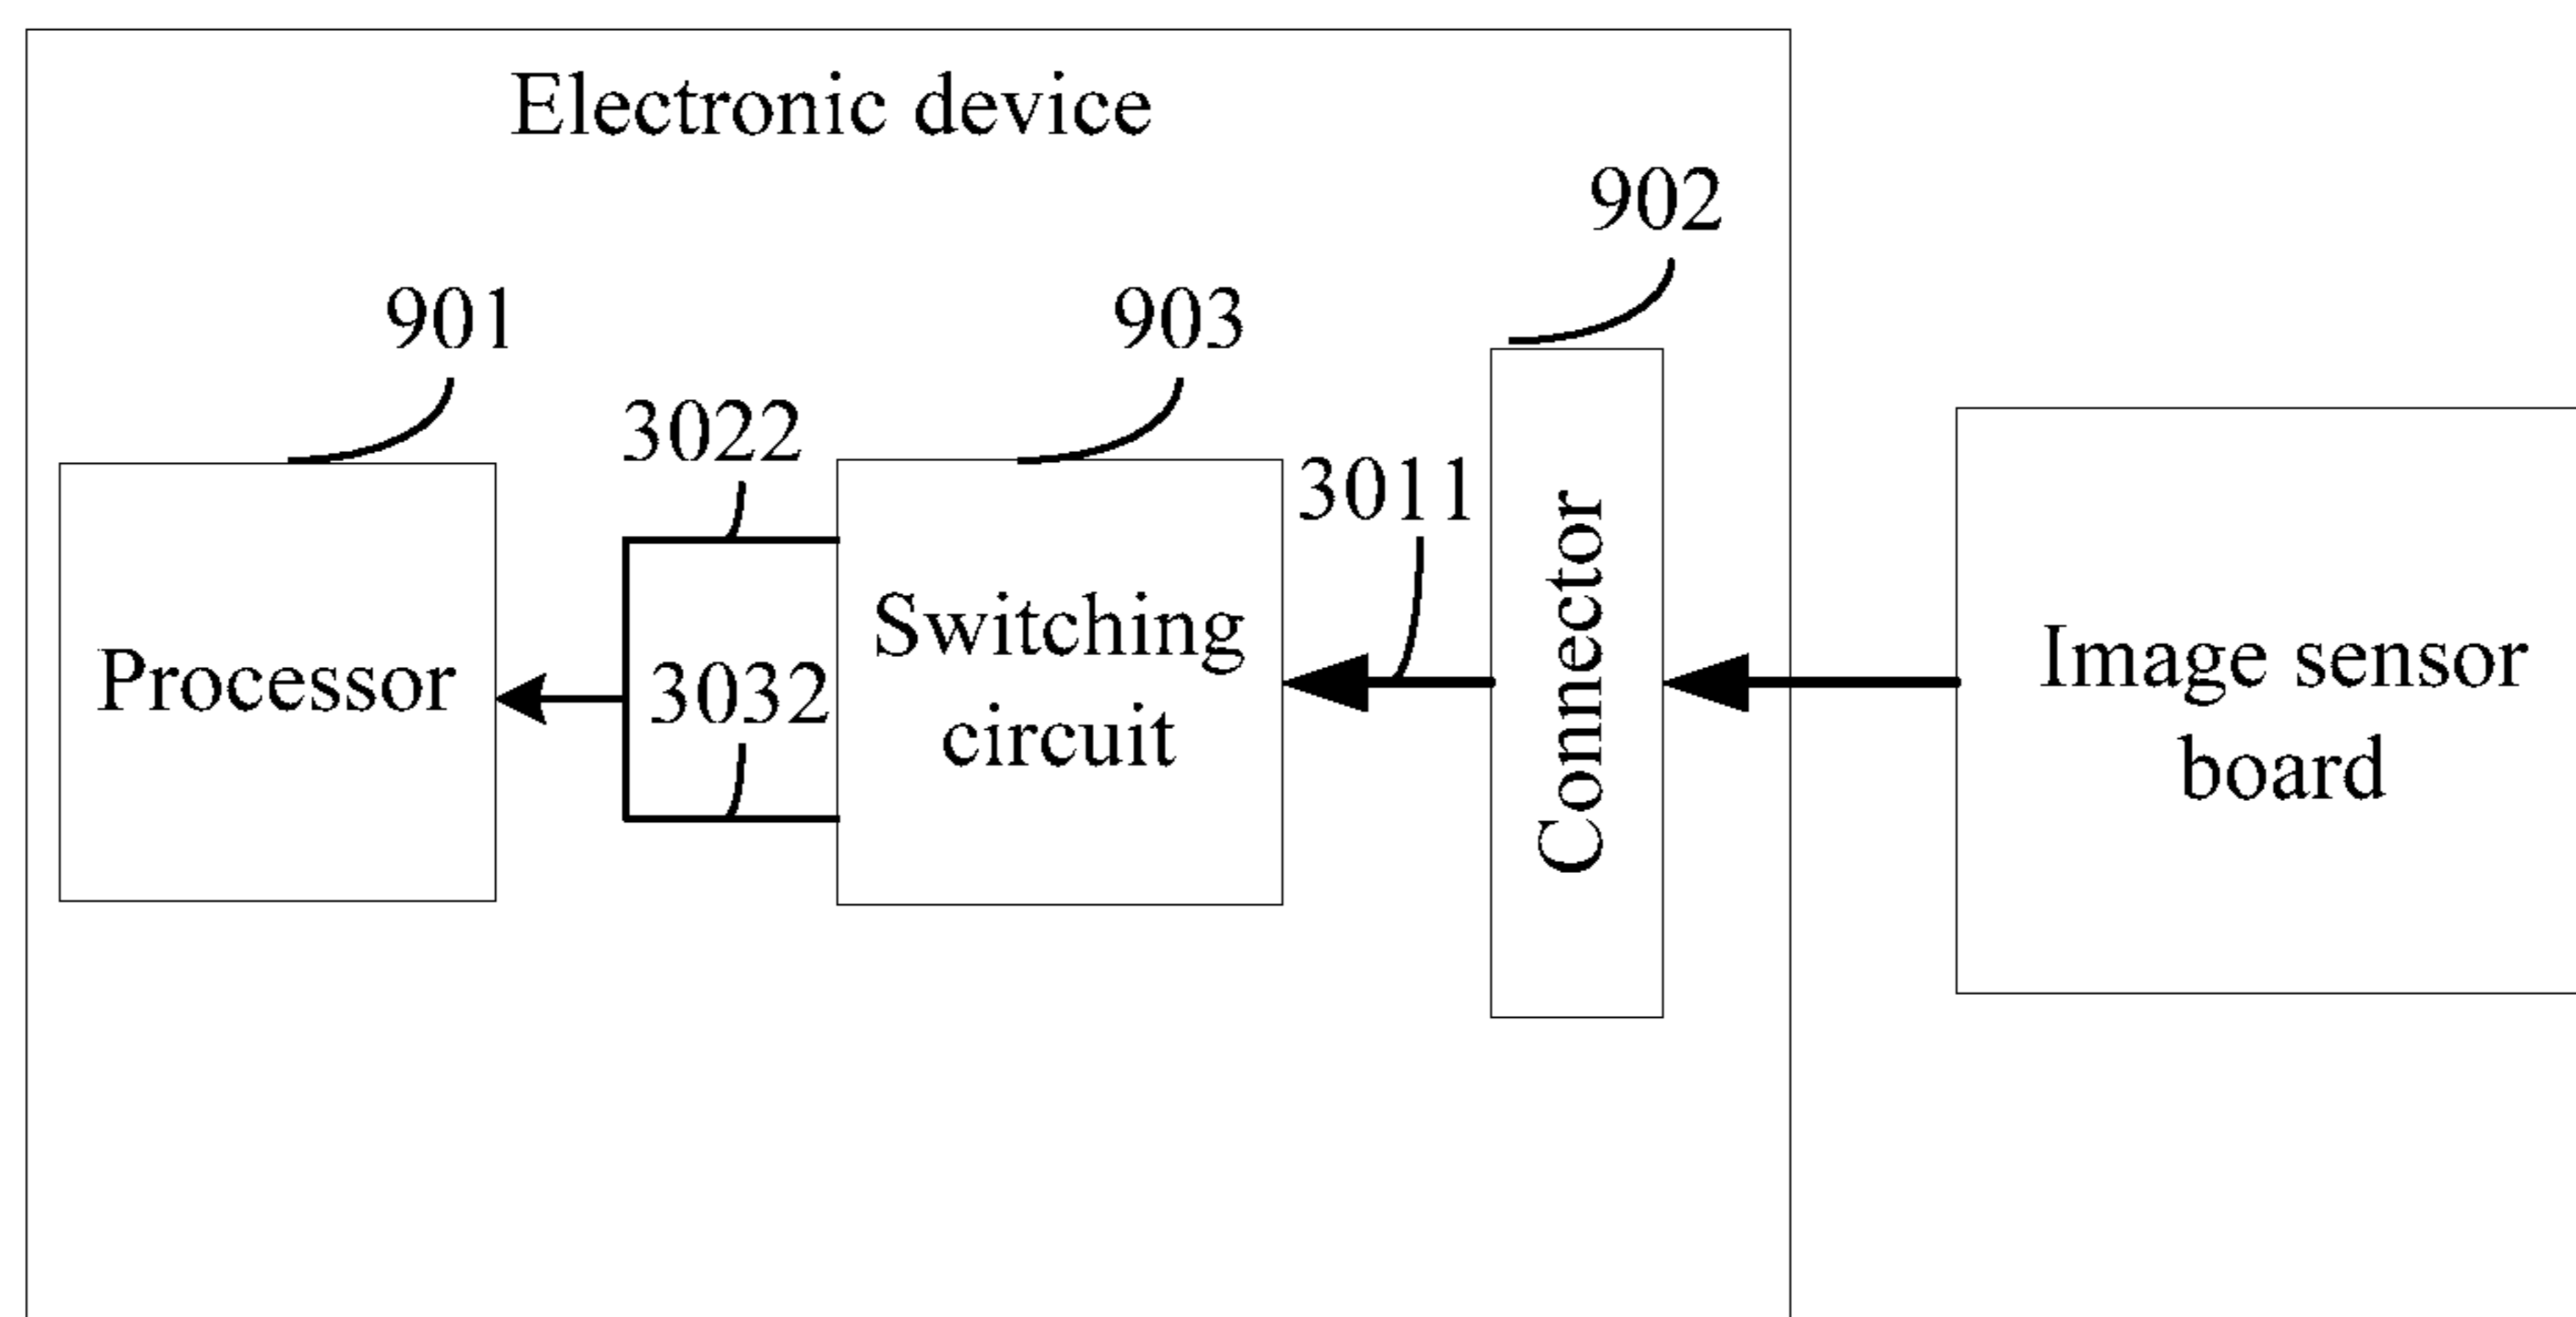 Electronic device
902
901
903
3022
3011
Processor
3032
Switching
circuit
Connector
Image sensor
board